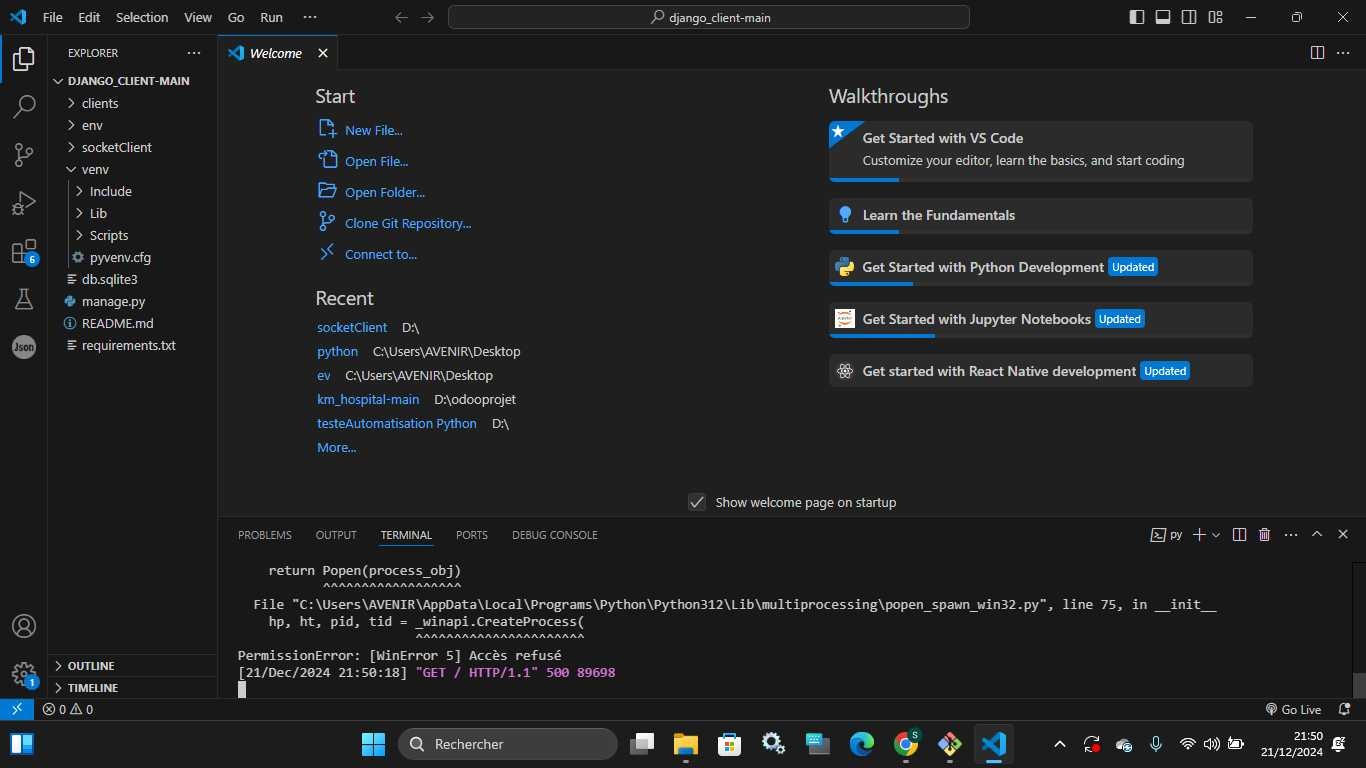 File Edit Selection View Go Run ··· django_client-main
EXPLORER ···
DJANGO_CLIENT-MAIN
clients
env
socketClient
venv
Include
Lib
Scripts
pyvenv.cfg
db.sqlite3
manage.py
README.md
requirements.txt
OUTLINE
TIMELINE
6
Json
1
Welcome
Start
New File...
Open File...
Open Folder...
Clone Git Repository...
Connect to...
Recent
socketClient D:\
python C:\Users\AVENIR\Desktop
ev C:\Users\AVENIR\Desktop
km_hospital-main D:\odooprojet
testeAutomatisation Python D:\
More...
Walkthroughs
Get Started with VS Code
Customize your editor, learn the basics, and start coding
Learn the Fundamentals
Get Started with Python Development Updated
Get Started with Jupyter Notebooks Updated
Get started with React Native development Updated
Show welcome page on startup
PROBLEMS OUTPUT TERMINAL PORTS DEBUG CONSOLE py
return Popen(process_obj)
^^^^^^^^^^^^^^^^^^
File "C:\Users\AVENIR\AppData\Local\Programs\Python\Python312\Lib\multiprocessing\popen_spawn_win32.py", line 75, in __init__
hp, ht, pid, tid = _winapi.CreateProcess(
^^^^^^^^^^^^^^^^^^^^^^
PermissionError: [WinError 5] Accès refusé
[21/Dec/2024 21:50:18] "GET / HTTP/1.1" 500 89698
0 0 Go Live
Rechercher
S
21:50
21/12/2024